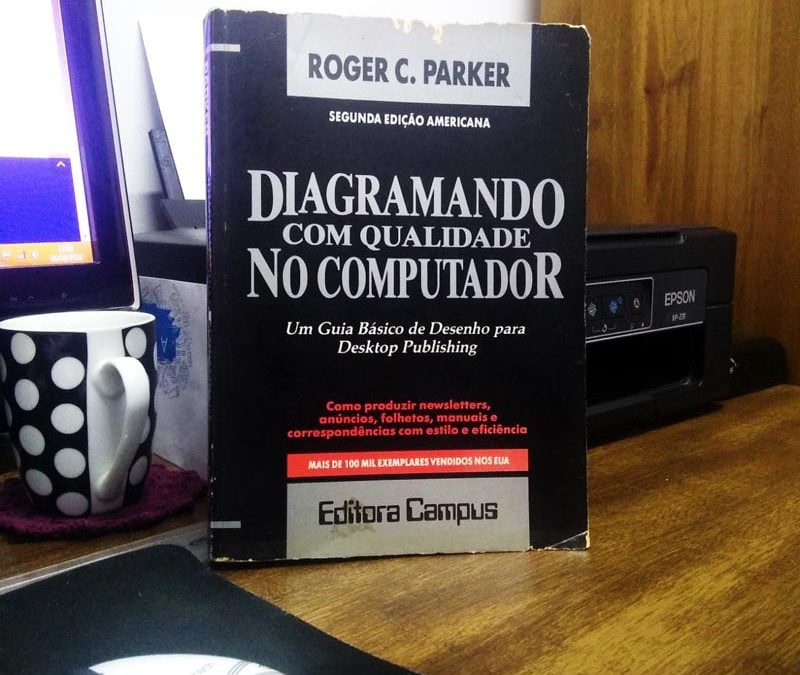 ROGER C. PARKER
SEGUNDA EDIÇÃO AMERICANA
DIAGRAMANDO
COM QUALIDADE
NO COMPUTADOR
Um Guia Básico de Desenho para
Desktop Publishing
Como produzir newsletters,
anúncios, folhetos, manuais e
correspondências com estilo e eficiência
MAIS DE 100 MIL EXEMPLARES VENDIDOS NOS EUA
Editora Campus
EPSON